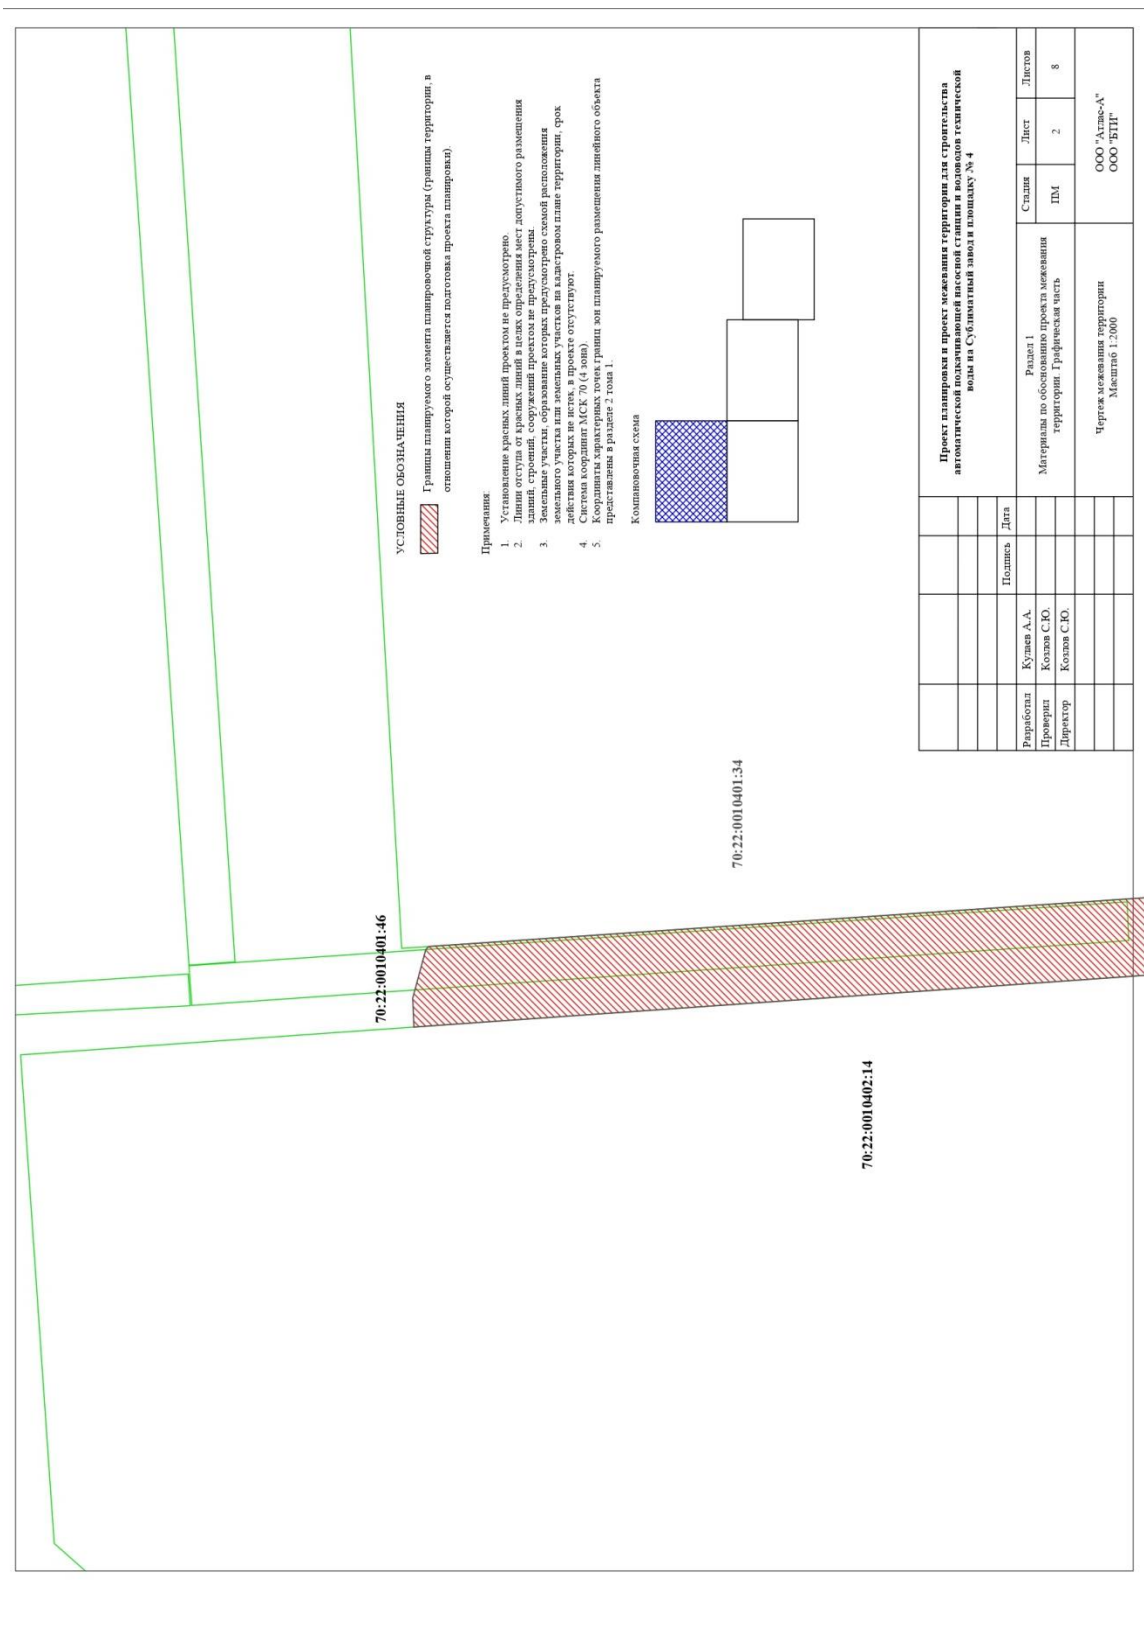 70:22:0010401:46
70:22:0010402:14
70:22:0010401:34
УСЛОВНЫЕ ОБОЗНАЧЕНИЯ
Границы планируемого элемента планировочной структуры (границы территории, в
отношении которой осуществляется подготовка проекта планировки).
Примечания:
1. Установление красных линий проектом не предусмотрено.
2. Линии отступа от красных линий в целях определения мест допустимого размещения
зданий, строений, сооружений проектом не предусмотрены.
3. Земельные участки, образование которых предусмотрено схемой расположения
земельного участка или земельных участков на кадастровом плане территории, срок
действия которых не истек, в проекте отсутствуют.
4. Система координат МСК 70 (4 зона).
5. Координаты характерных точек границ зон планируемого размещения линейного объекта
представлены в разделе 2 тома 1.
Компановочная схема
Проект планировки и проект межевания территории для строительства
автоматической подкачивающей насосной станции и водоводов технической
воды на Сублиматный завод и площадку № 4
Подпись Дата
Разработал Кулаев А.А.
Проверил Козлов С.Ю.
Директор Козлов С.Ю.
Раздел 1
Материалы по обоснованию проекта межевания
территории. Графическая часть
Стадия Лист Листов
ПМ 2 8
Чертеж межевания территории
Масштаб 1:2000
ООО "Атлас-А"
ООО "БТИ"